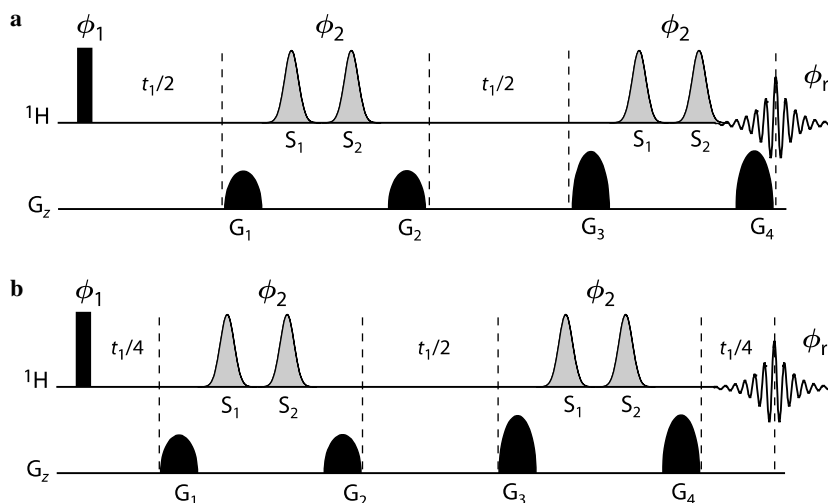 a
ϕ1 ϕ2 ϕ2
t1/2 t1/2 ϕr
1H
S1 S2 S1 S2
Gz
G1 G2 G3 G4
b
ϕ1 ϕ2 ϕ2
t1/4 t1/2 t1/4 ϕr
1H
S1 S2 S1 S2
Gz
G1 G2 G3 G4